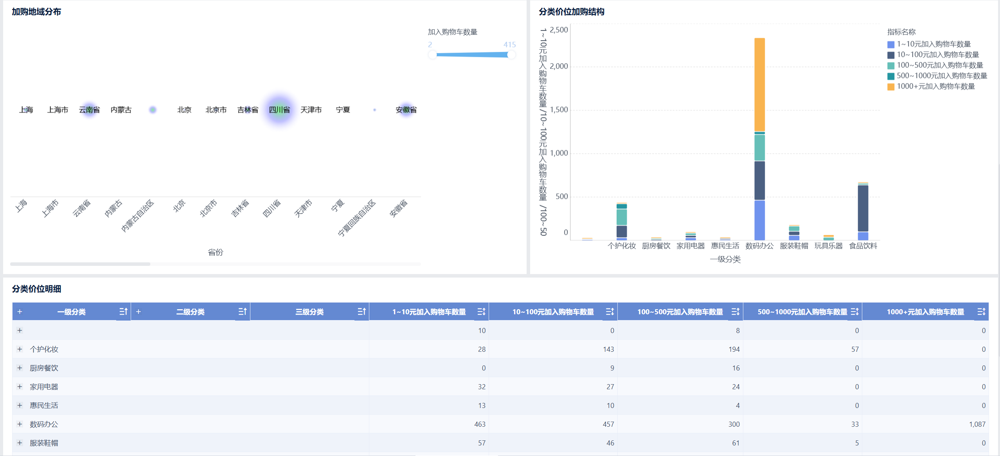 加购地域分布
加入购物车数量
2 415
上海 上海市 云南省 内蒙古 北京 北京市 吉林省 四川省 天津市 宁夏 安徽省
上海 上海市 云南省 内蒙古 内蒙古自治区 北京 北京市 吉林省 四川省 天津市 宁夏 宁夏回族自治区 安徽省
省份
分类价位加购结构
1~10元加入购物车数量/10~100元加入购物车数量 /100~50
2,500
2,000
1,500
1,000
500
0
个护化妆 厨房餐饮 家用电器 惠民生活 数码办公 服装鞋帽 玩具乐器 食品饮料
一级分类
指标名称
1~10元加入购物车数量
10~100元加入购物车数量
100~500元加入购物车数量
500~1000元加入购物车数量
1000+元加入购物车数量
分类价位明细
+ 一级分类 + 二级分类 三级分类 1~10元加入购物车数量 10~100元加入购物车数量 100~500元加入购物车数量 500~1000元加入购物车数量 1000+元加入购物车数量
+ 10 0 8 0 0
+ 个护化妆 28 143 194 57 0
+ 厨房餐饮 0 9 16 0 0
+ 家用电器 32 27 24 0 0
+ 惠民生活 13 10 4 0 0
+ 数码办公 463 457 300 33 1,087
+ 服装鞋帽 57 46 61 5 0